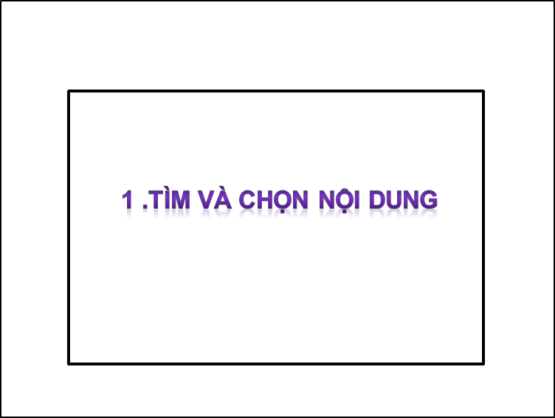 1 .TÌM VÀ CHỌN NỘI DUNG